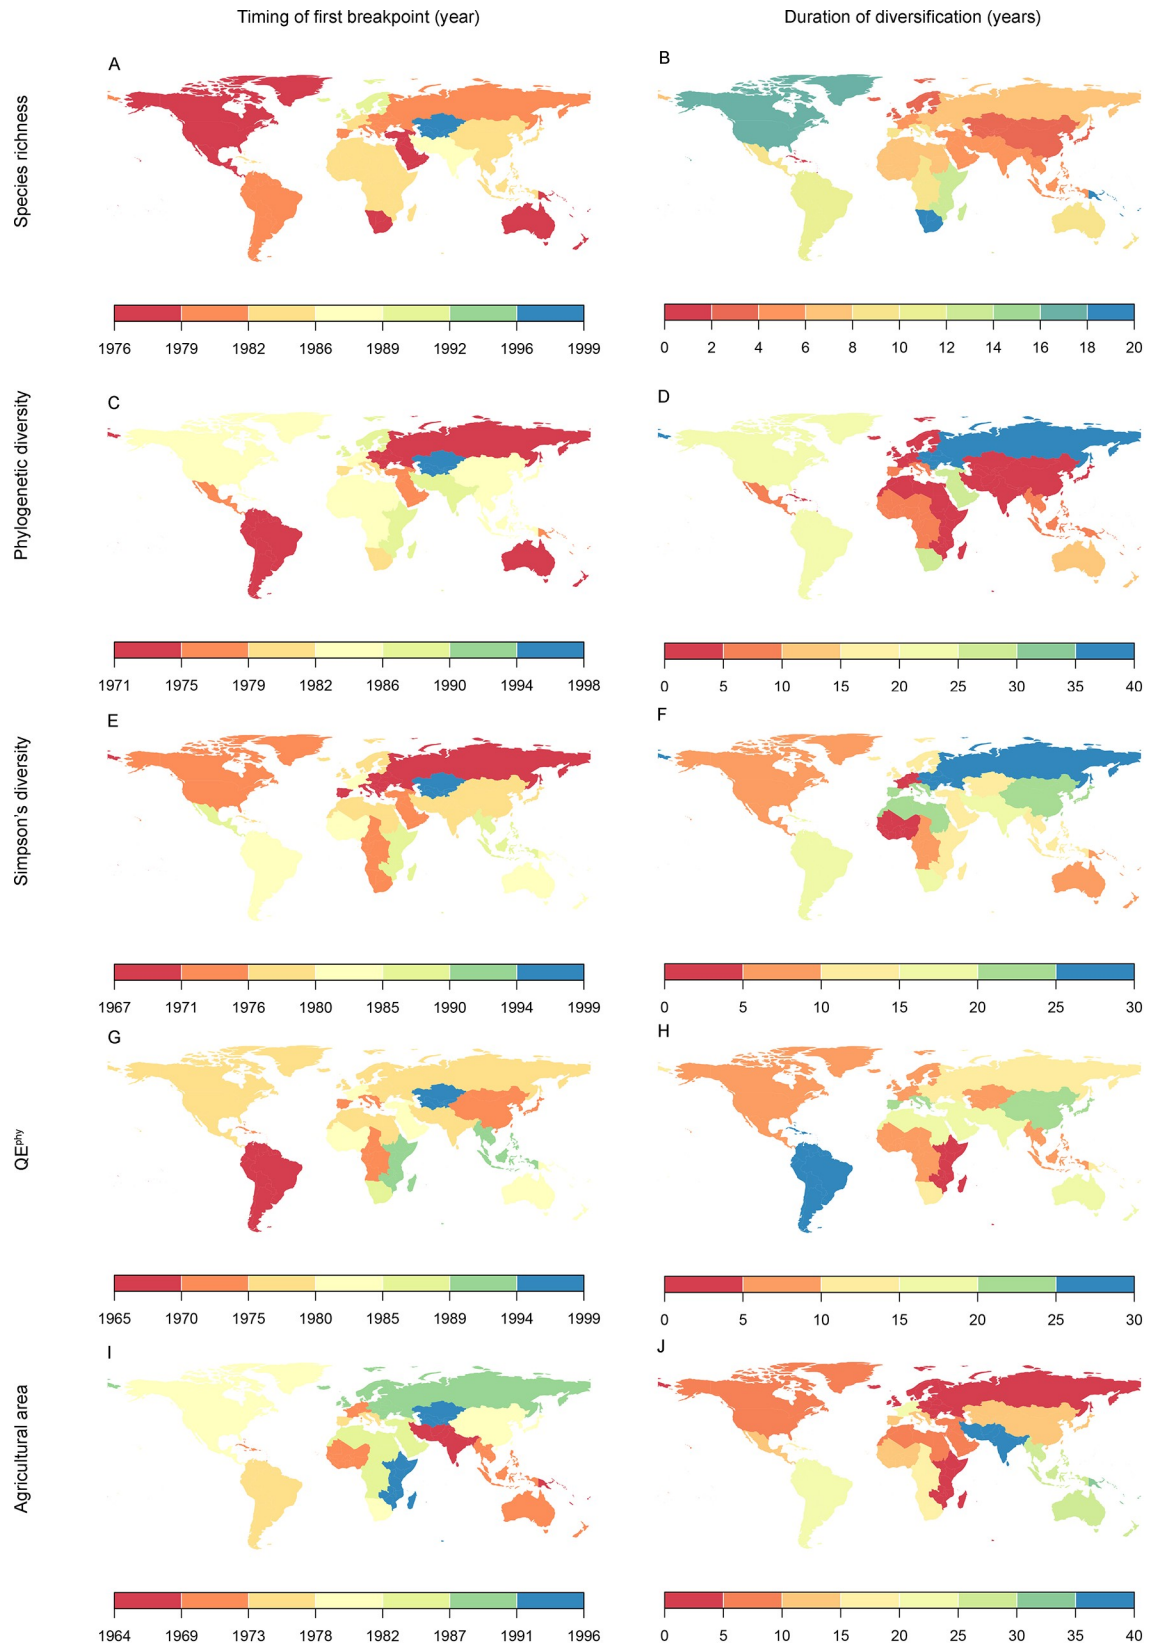 Timing of first breakpoint (year)
Duration of diversification (years)
Species richness
A
B
1976 1979 1982 1986 1989 1992 1996 1999
0 2 4 6 8 10 12 14 16 18 20
Phylogenetic diversity
C
D
1971 1975 1979 1982 1986 1990 1994 1998
0 5 10 15 20 25 30 35 40
Simpson's diversity
E
F
1967 1971 1976 1980 1985 1990 1994 1999
0 5 10 15 20 25 30
QEphy
G
H
1965 1970 1975 1980 1985 1989 1994 1999
0 5 10 15 20 25 30
Agricultural area
I
J
1964 1969 1973 1978 1982 1987 1991 1996
0 5 10 15 20 25 30 35 40